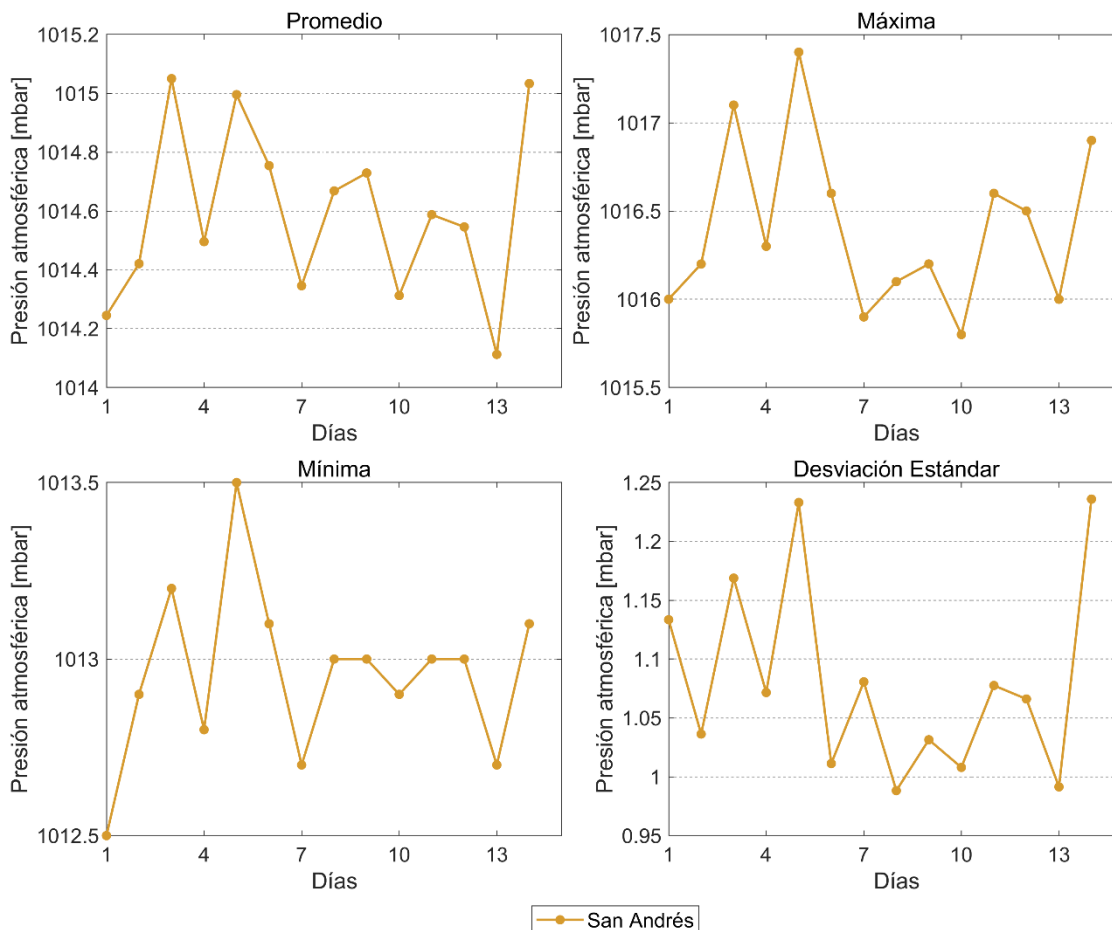 Promedio
1015.2
1015
1014.8
1014.6
1014.4
1014.2
1014
Presión atmosférica [mbar]
1 4 7 10 13
Días
Máxima
1017.5
1017
1016.5
1016
1015.5
Presión atmosférica [mbar]
1 4 7 10 13
Días
Mínima
1013.5
1013
1012.5
Presión atmosférica [mbar]
1 4 7 10 13
Días
Desviación Estándar
1.25
1.2
1.15
1.1
1.05
1
0.95
Presión atmosférica [mbar]
1 4 7 10 13
Días
San Andrés